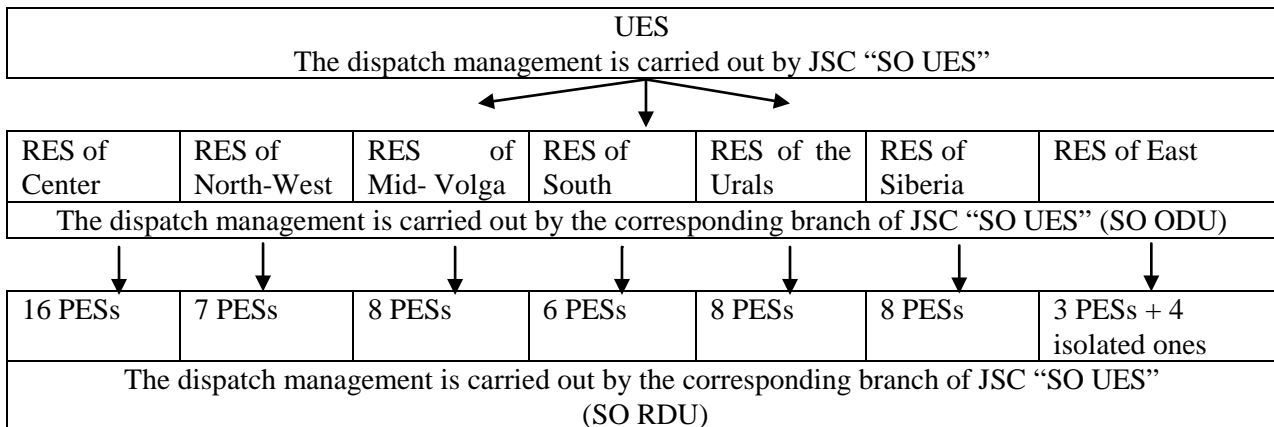 UES
The dispatch management is carried out by JSC “SO UES”
RES of Center
RES of North-West
RES of Mid- Volga
RES of South
RES of the Urals
RES of Siberia
RES of East
The dispatch management is carried out by the corresponding branch of JSC “SO UES” (SO ODU)
16 PESs
7 PESs
8 PESs
6 PESs
8 PESs
8 PESs
3 PESs + 4
isolated ones
The dispatch management is carried out by the corresponding branch of JSC “SO UES”
(SO RDU)